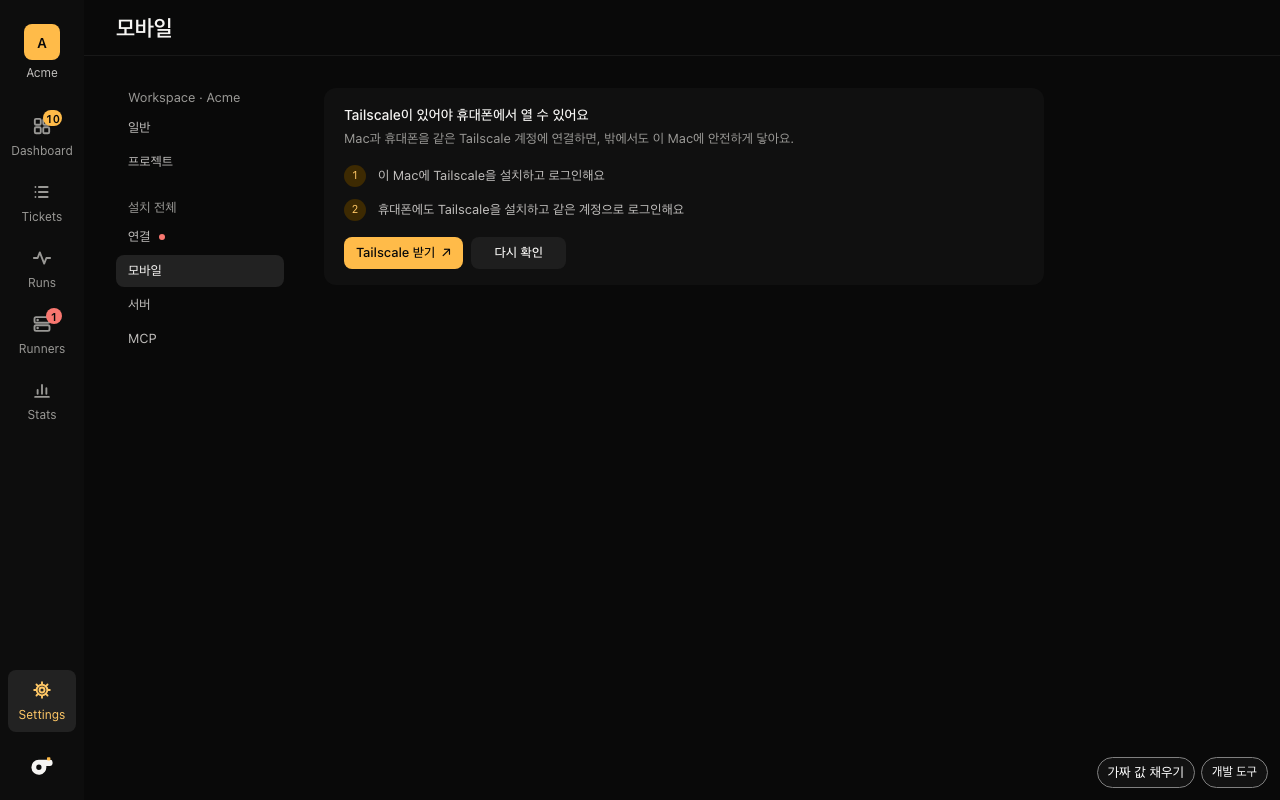 A
Acme
10
Dashboard
Tickets
Runs
1
Runners
Stats
Settings
모바일
Workspace · Acme
일반
프로젝트
설치 전체
연결
모바일
서버
MCP
Tailscale이 있어야 휴대폰에서 열 수 있어요
Mac과 휴대폰을 같은 Tailscale 계정에 연결하면, 밖에서도 이 Mac에 안전하게 닿아요.
1 이 Mac에 Tailscale을 설치하고 로그인해요
2 휴대폰에도 Tailscale을 설치하고 같은 계정으로 로그인해요
Tailscale 받기 ↗ 다시 확인
가짜 값 채우기 개발 도구